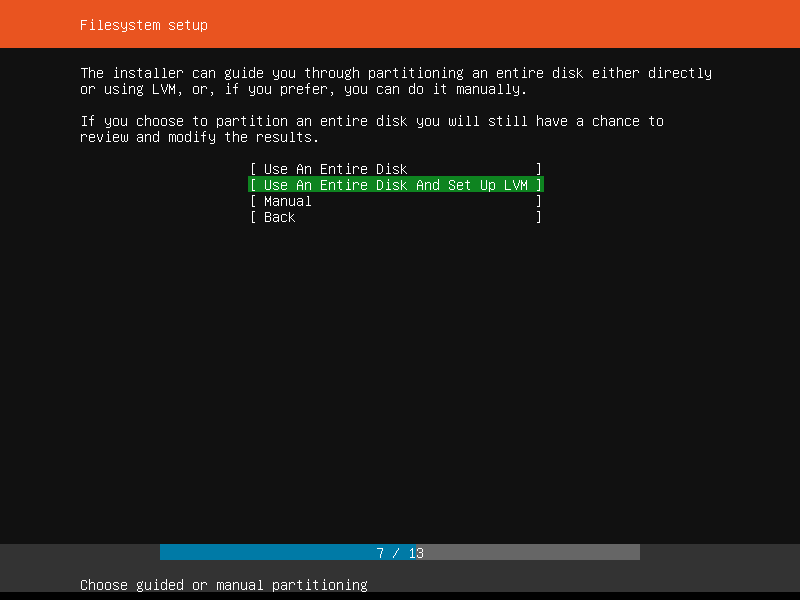 Filesystem setup
The installer can guide you through partitioning an entire disk either directly
or using LVM, or, if you prefer, you can do it manually.
If you choose to partition an entire disk you will still have a chance to
review and modify the results.
[ Use An Entire Disk ]
[ Use An Entire Disk And Set Up LVM ]
[ Manual ]
[ Back ]
7 / 13
Choose guided or manual partitioning